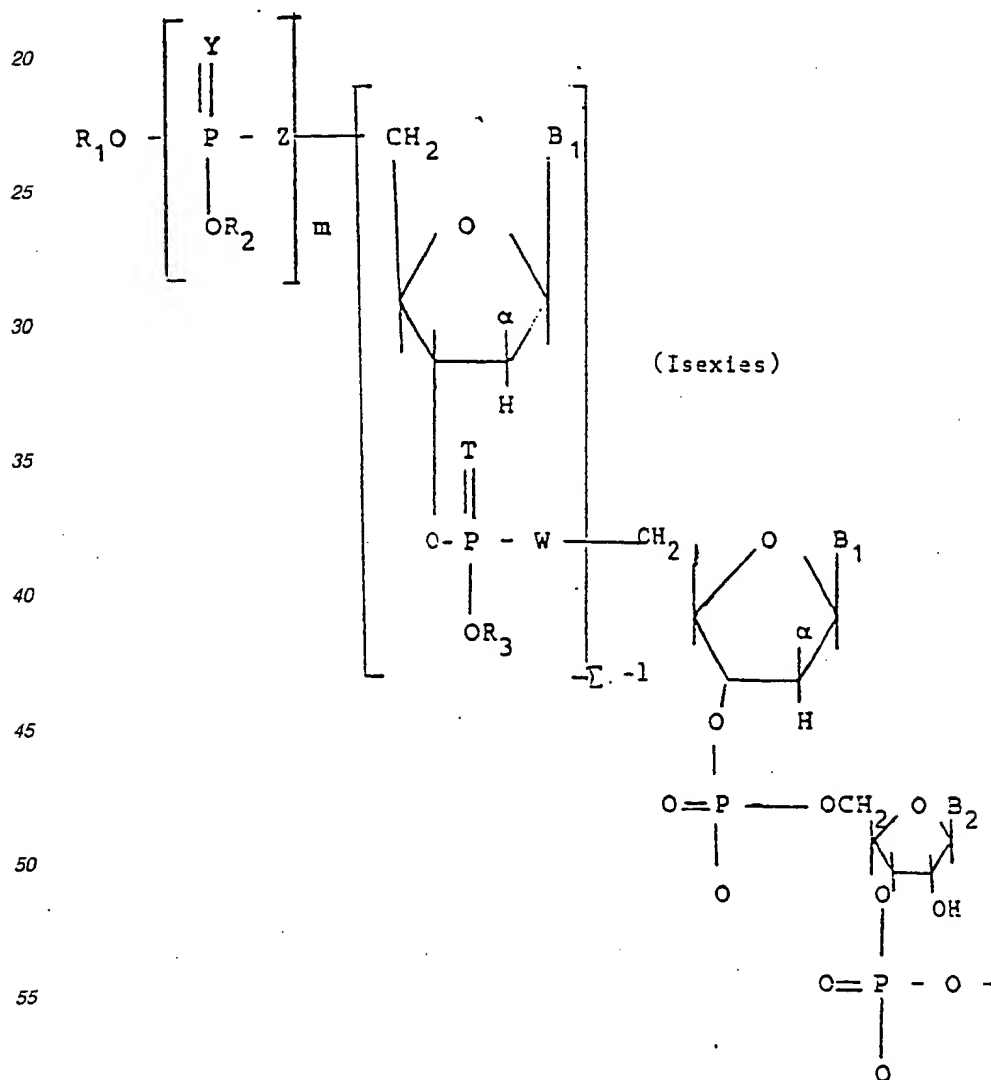 20 Y
R₁O - P - Z CH₂ B₁
25
OR₂ m O
30 α
(Isexies)
H
35 T
O-P - W CH₂ O B₁
40
OR₃ α
-Σ. -1
45 O H
O=P OCH₂ O B₂
50
O O OH
55 O=P - O -
O